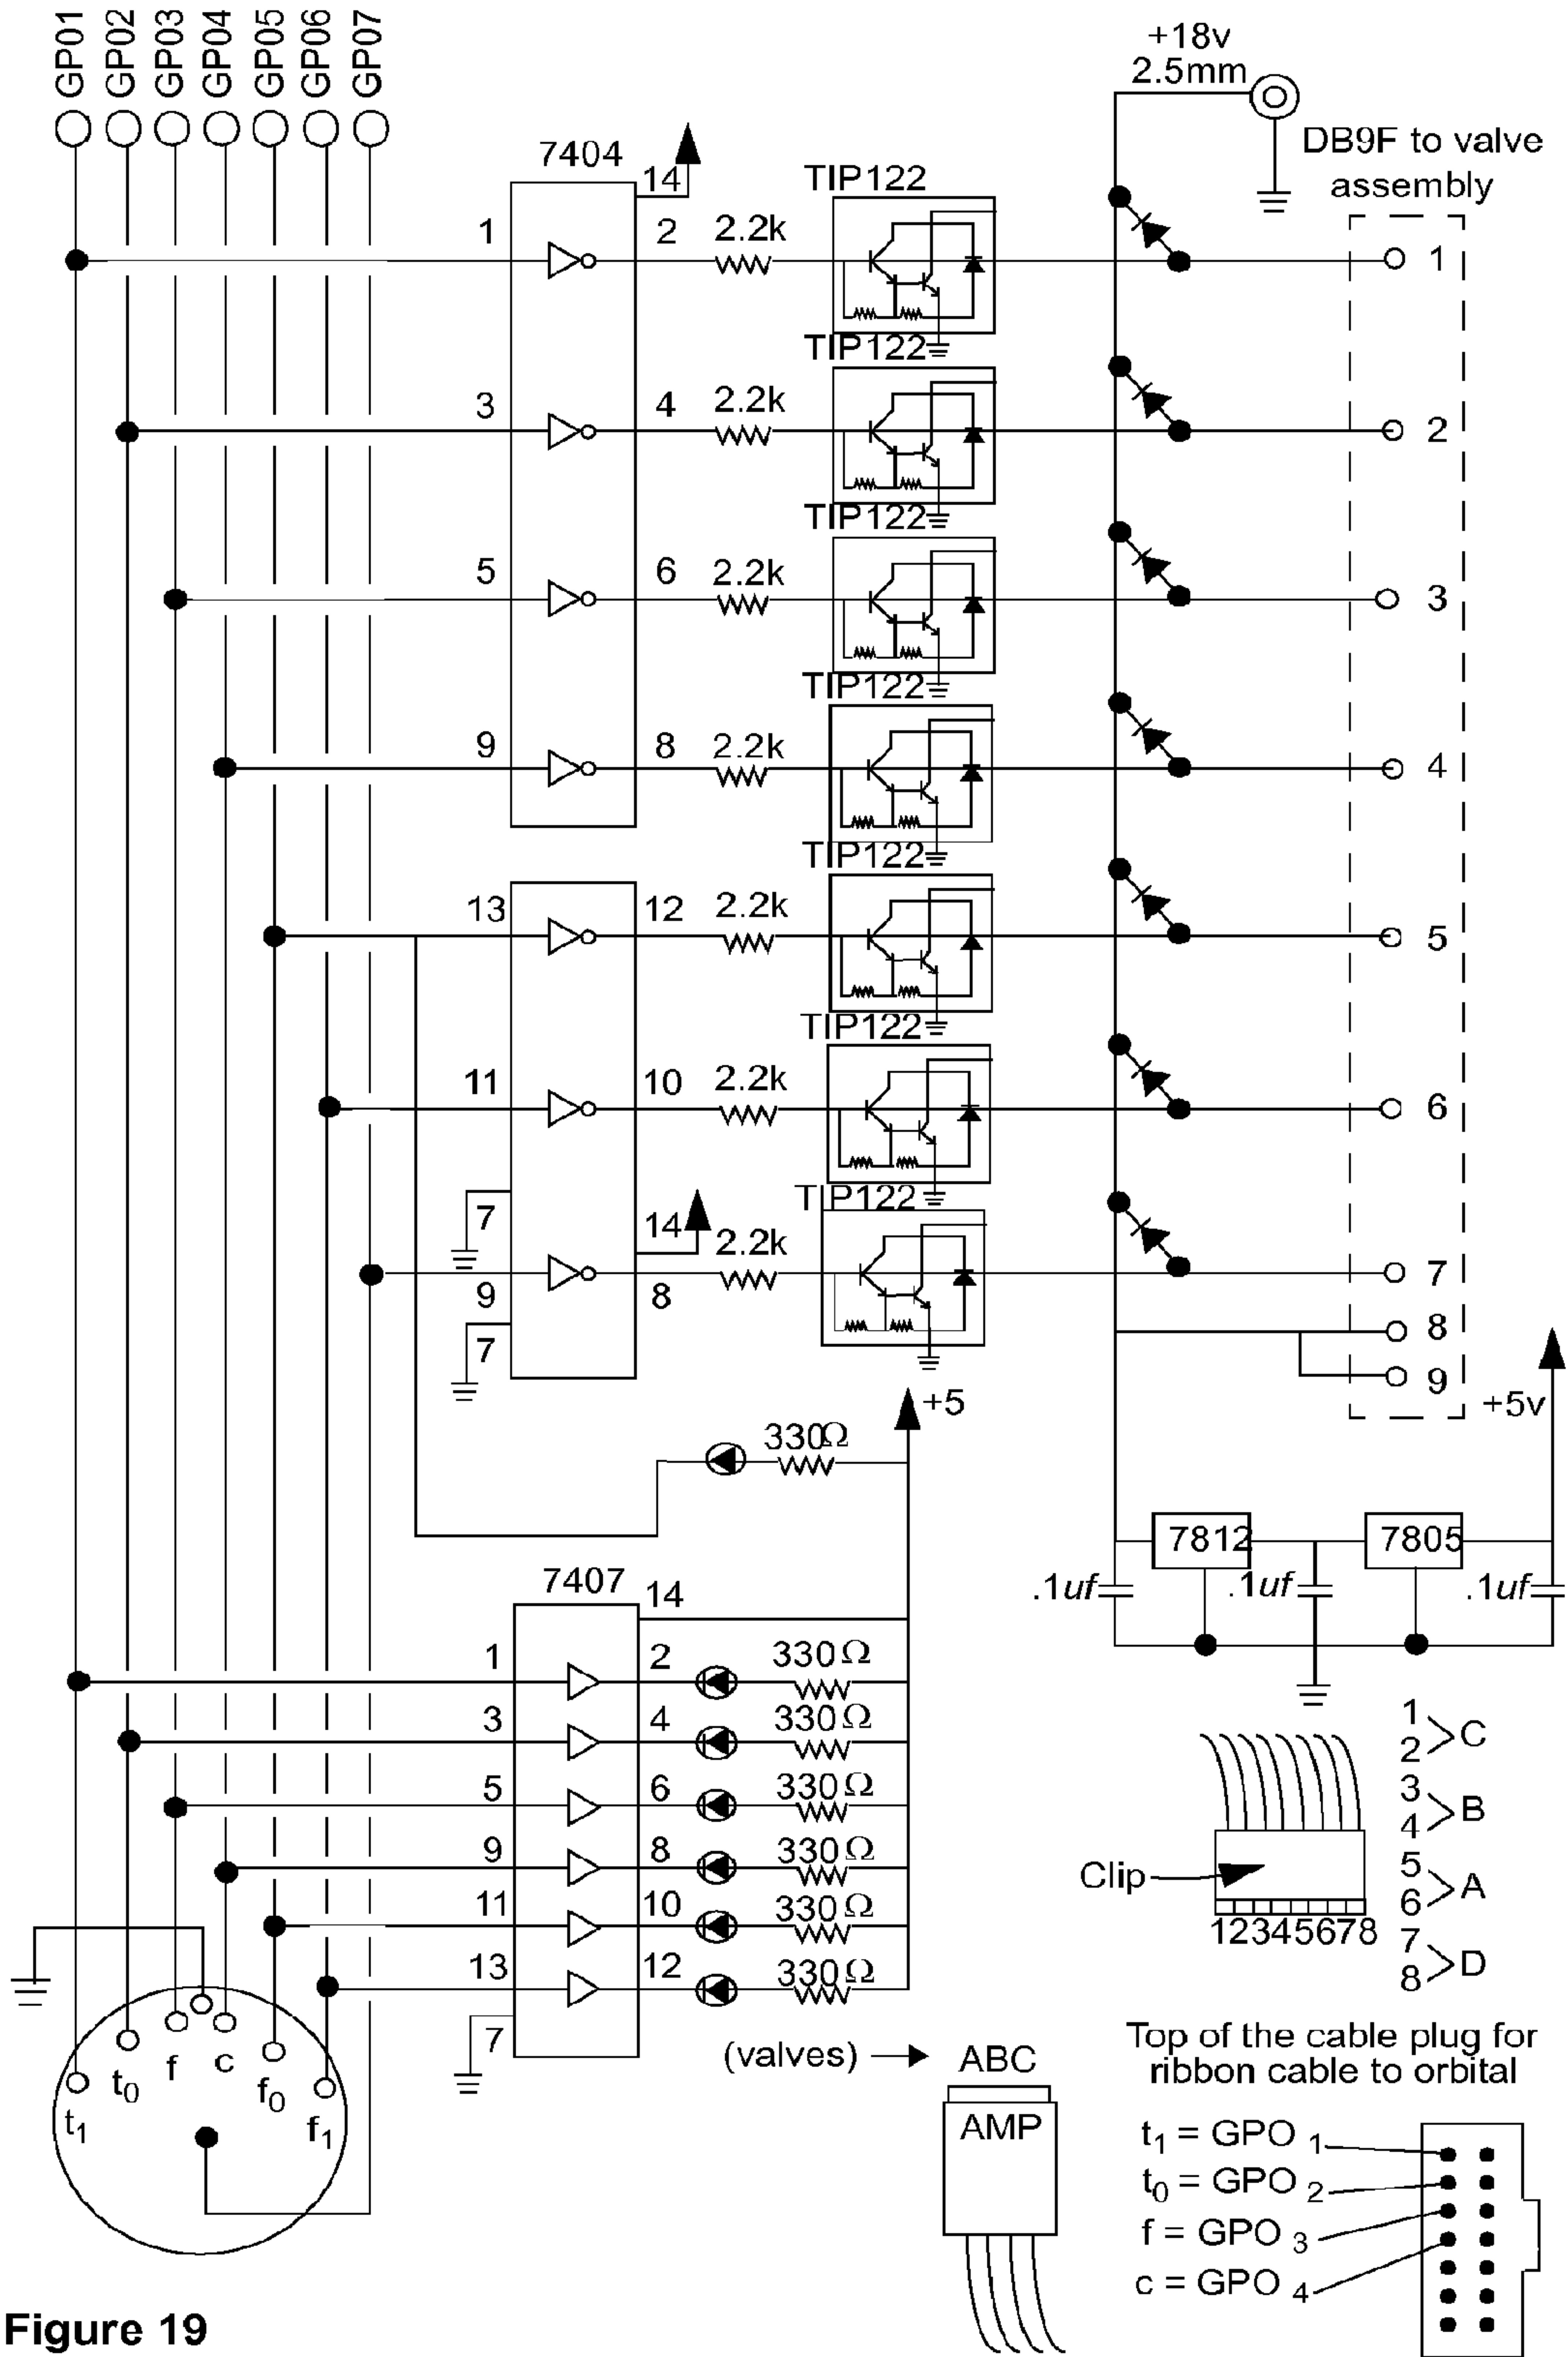 GP01
GP02
GP03
GP04
GP05
GP06
GP07
+18v
2.5mm
DB9F to valve
assembly
7404
14
TIP122
1
2
2.2k
1
TIP122
3
4
2.2k
2
TIP122
5
6
2.2k
3
TIP122
9
8
2.2k
4
TIP122
13
12
2.2k
5
TIP122
11
10
2.2k
6
TIP122
7
14
2.2k
9
8
7
7
8
9
+5
+5v
330Ω
7812
7805
.1uf
.1uf
.1uf
7407
14
1
2
330Ω
3
4
330Ω
5
6
330Ω
9
8
330Ω
11
10
330Ω
13
12
330Ω
7
1
2 C
3
4 B
5
6 A
7
8 D
Clip
12345678
t1
t0
f
c
f0
f1
(valves)
ABC
AMP
Top of the cable plug for
ribbon cable to orbital
t1 = GPO 1
t0 = GPO 2
f = GPO 3
c = GPO 4
Figure 19